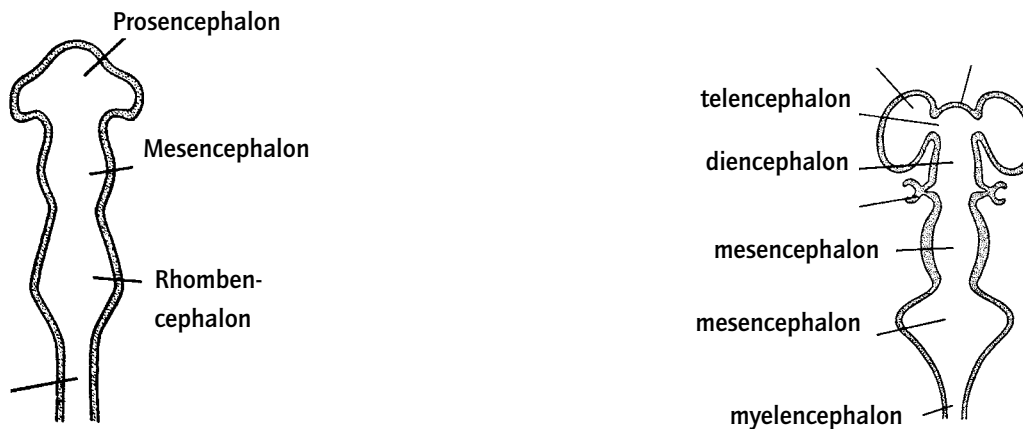 Prosencephalon
Mesencephalon
Rhomben-
cephalon
telencephalon
diencephalon
mesencephalon
mesencephalon
myelencephalon